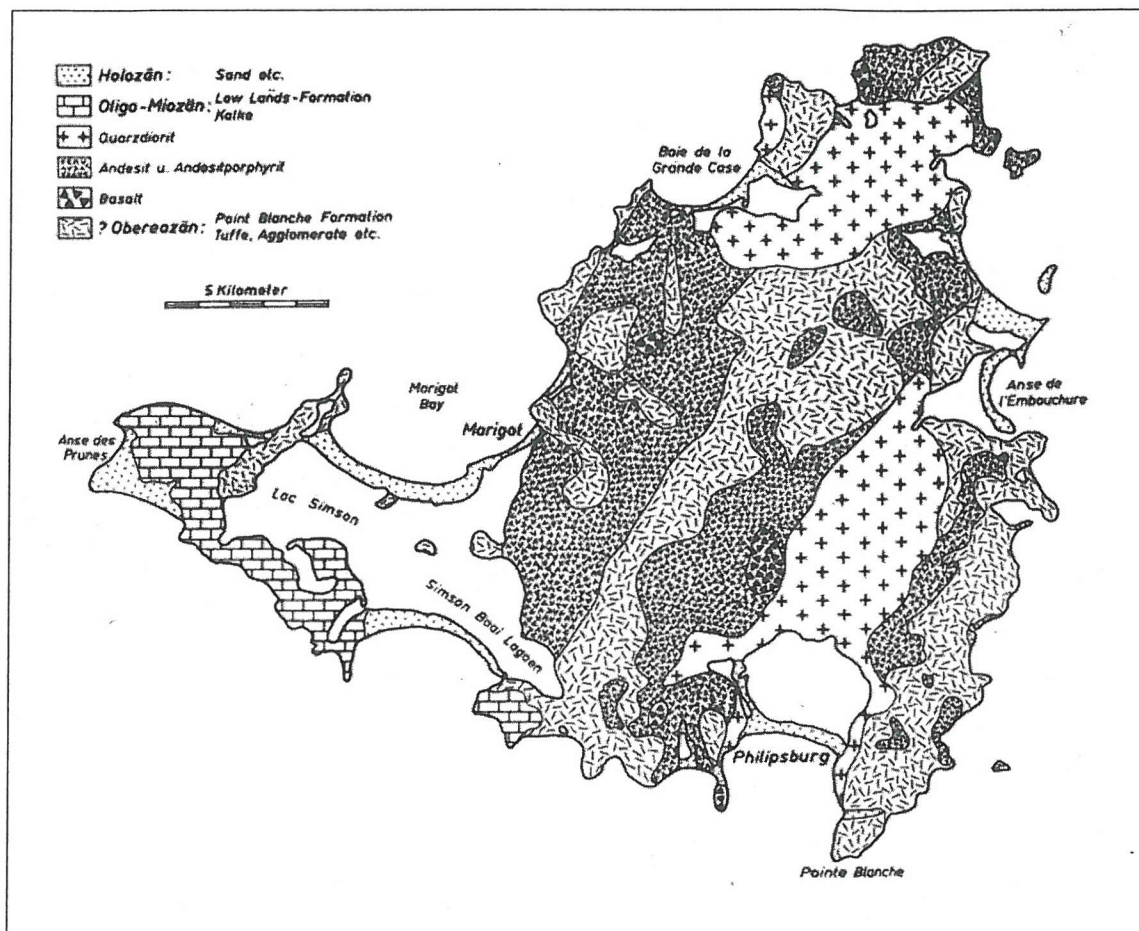 Holozän: Sand etc.
Oligo-Miozän: Low Lands-Formation
Kalke
Quarzdiorit
Andesit u. Andesitporphyrit
Basalt
? Obereozän: Point Blanche Formation
Tuffe, Agglomerate etc.
5 Kilometer
Baie de la
Grande Case
Marigot
Bay
Marigot
Anse des
Prunes
Anse de
l'Embouchure
Lac Simson
Simson Baai Lagoen
Philipsburg
Pointe Blanche